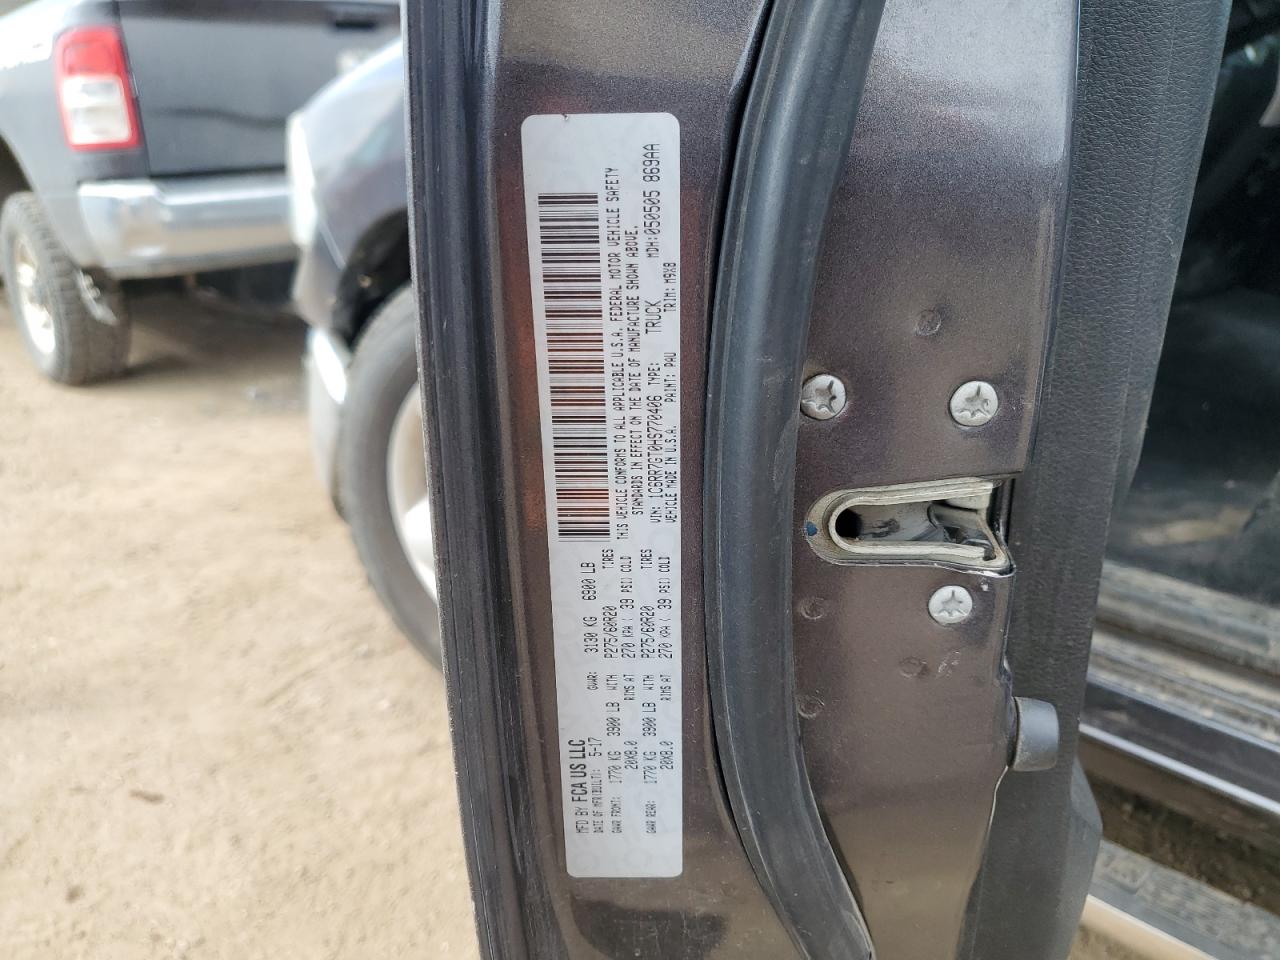 MFD BY FCA US LLC
DATE OF MFR(BUILT): 5-17 GVWR: 3130 KG 6900 LB
GAWR FRONT: 1770 KG 3900 LB WITH P275/60R20 TIRES
20X8.0 RIMS AT 270 KPA( 39 PSI) COLD
GAWR REAR: 1770 KG 3900 LB WITH P275/60R20 TIRES
20X8.0 RIMS AT 270 KPA( 39 PSI) COLD
THIS VEHICLE CONFORMS TO ALL APPLICABLE U.S.A. FEDERAL MOTOR VEHICLE SAFETY
STANDARDS IN EFFECT ON THE DATE OF MANUFACTURE SHOWN ABOVE.
VIN: 1C6RR7GT0HS770406 TYPE: TRUCK MDH:050505 869AA
VEHICLE MADE IN U.S.A. PAINT: PAU TRIM: M9X8